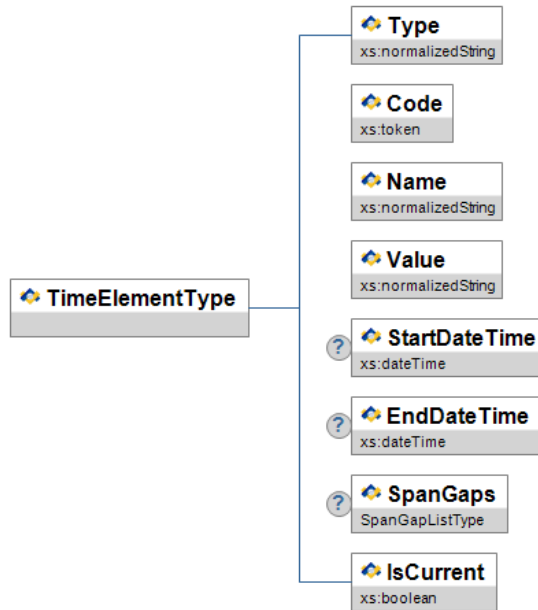 Type
xs:normalizedString
Code
xs:token
Name
xs:normalizedString
Value
xs:normalizedString
TimeElementType
?
StartDateTime
xs:dateTime
?
EndDateTime
xs:dateTime
?
SpanGaps
SpanGapListType
IsCurrent
xs:boolean